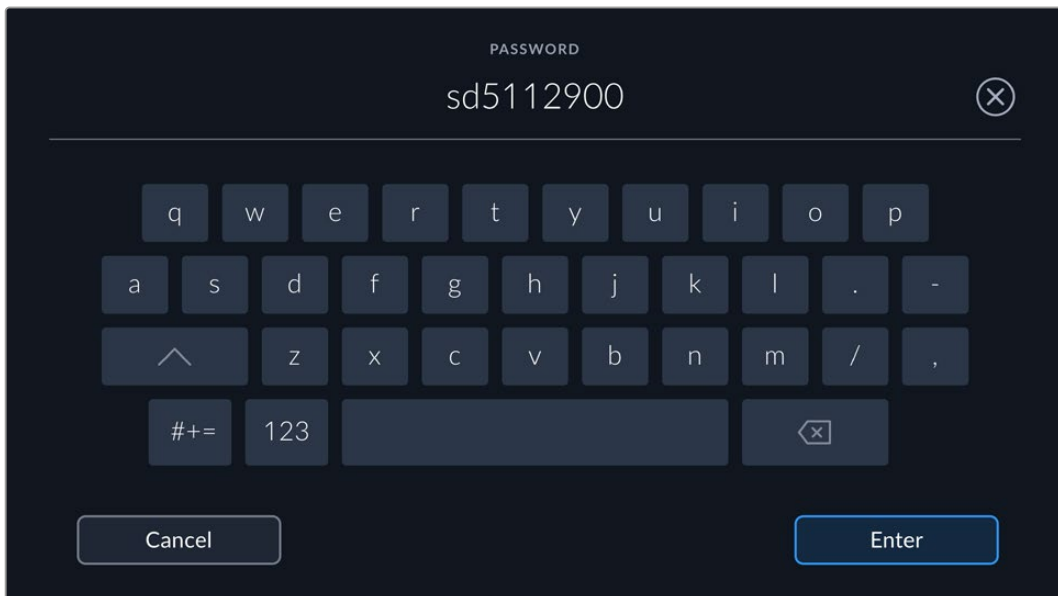 PASSWORD
sd5112900
q w e r t y u i o p
a s d f g h j k l . -
z x c v b n m / ,
#+= 123
Cancel Enter